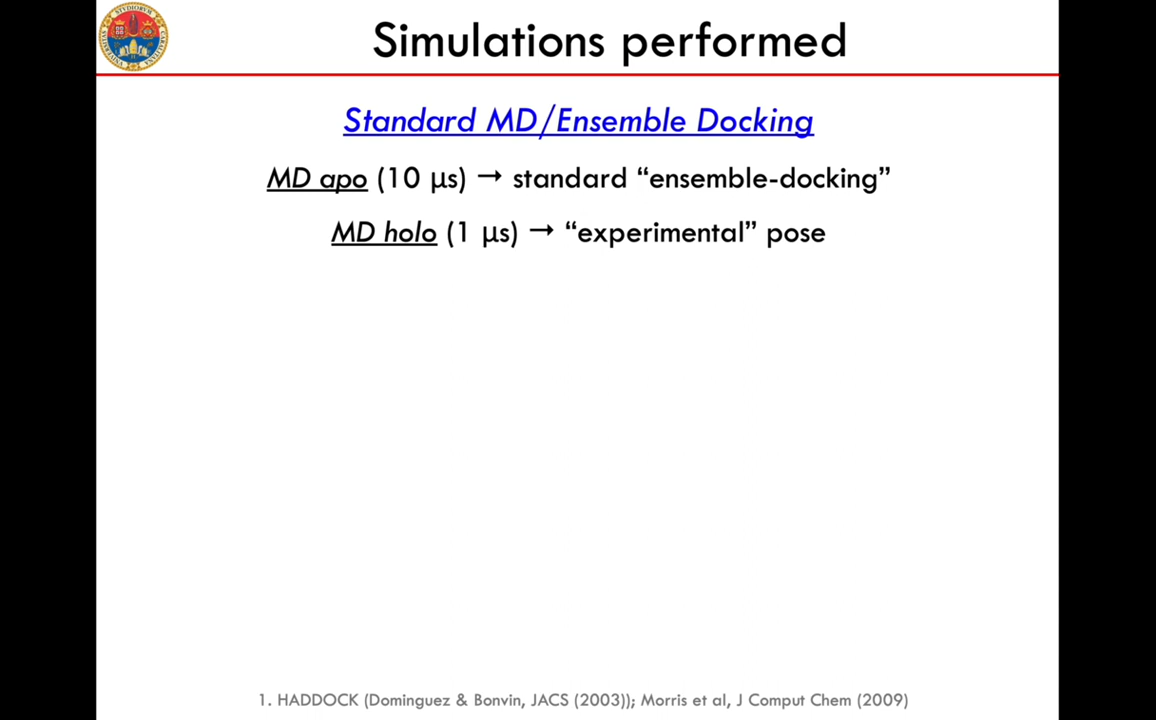 Simulations performed
Standard MD/Ensemble Docking
MD apo (10 μs) → standard “ensemble-docking”
MD holo (1 μs) → “experimental” pose
1. HADDOCK (Dominguez & Bonvin, JACS (2003)); Morris et al, J Comput Chem (2009)